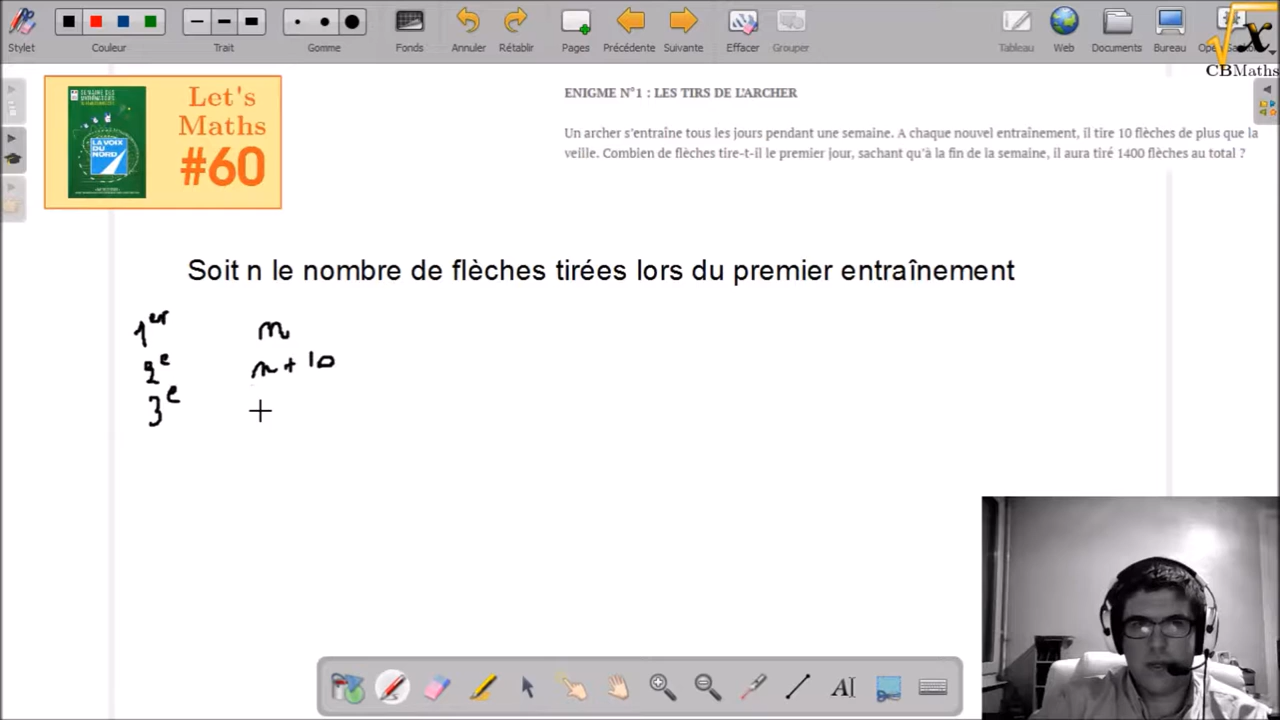 Stylet
Couleur
Trait
Gomme
Fonds
Annuler
Rétablir
Pages
Précédente
Suivante
Effacer
Grouper
Tableau
Web
Documents
Bureau
CBMaths
Let's
Maths
#60
LA VOIX
DU
NORD
ENIGME N°1 : LES TIRS DE L'ARCHER
Un archer s'entraîne tous les jours pendant une semaine. A chaque nouvel entraînement, il tire 10 flèches de plus que la
veille. Combien de flèches tire-t-il le premier jour, sachant qu'à la fin de la semaine, il aura tiré 1400 flèches au total ?
Soit n le nombre de flèches tirées lors du premier entraînement
1er n
2e n + 10
3e